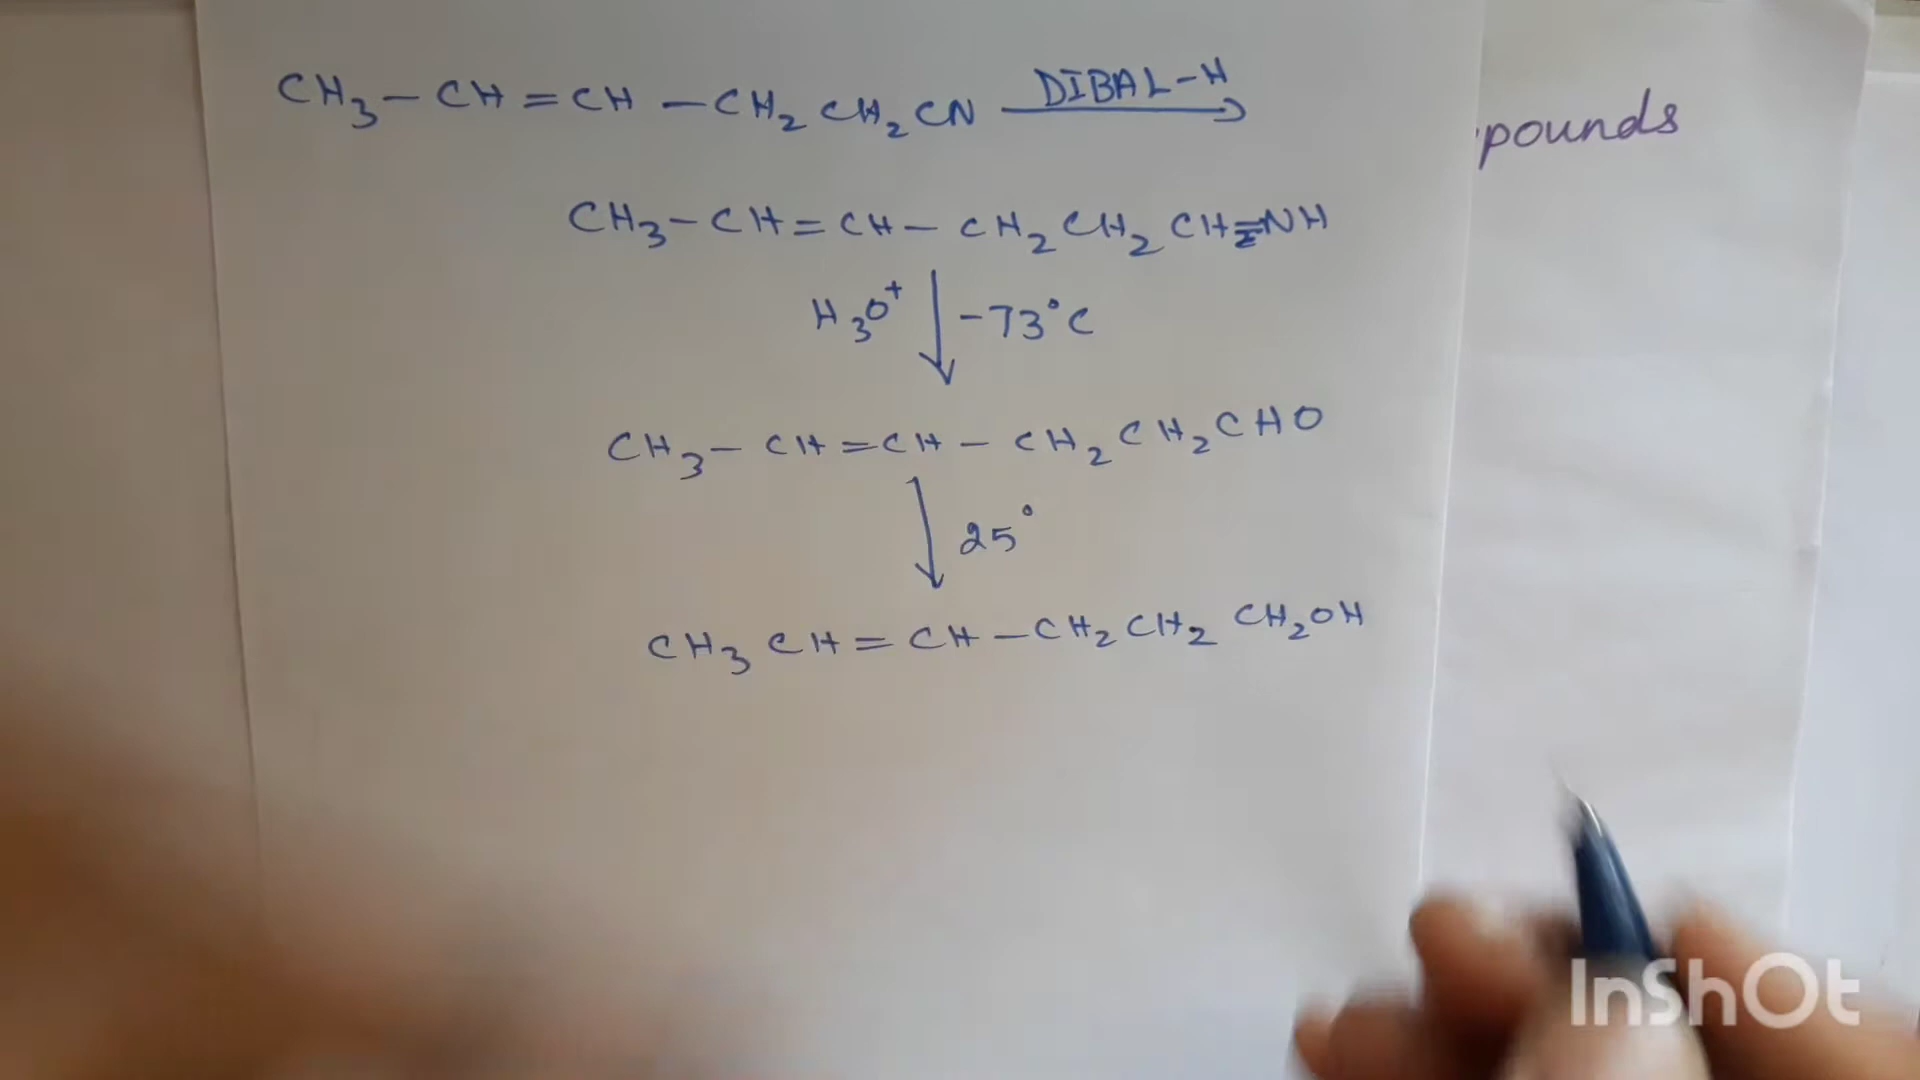 CH₃ — CH = CH — CH₂ CH₂ CN DIBAL-H →
pounds
CH₃ — CH = CH — CH₂ CH₂ CH=NH
H₃O⁺ ↓ -73°C
CH₃ — CH = CH — CH₂ CH₂ CHO
↓ 25°
CH₃ CH = CH — CH₂ CH₂ CH₂OH
InShOt